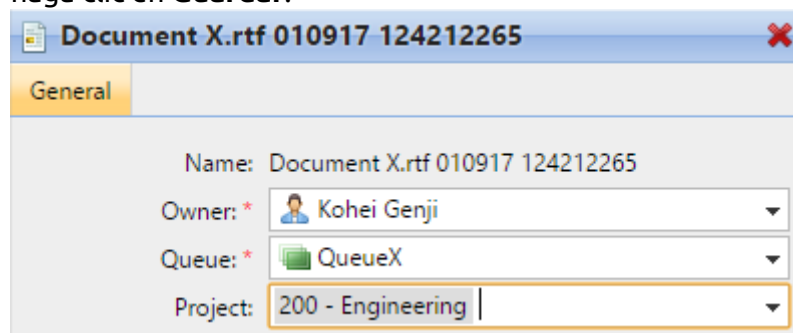 Document X.rtf 010917 124212265
General
Name: Document X.rtf 010917 124212265
Owner: * Kohei Genji
Queue: * QueueX
Project: 200 - Engineering